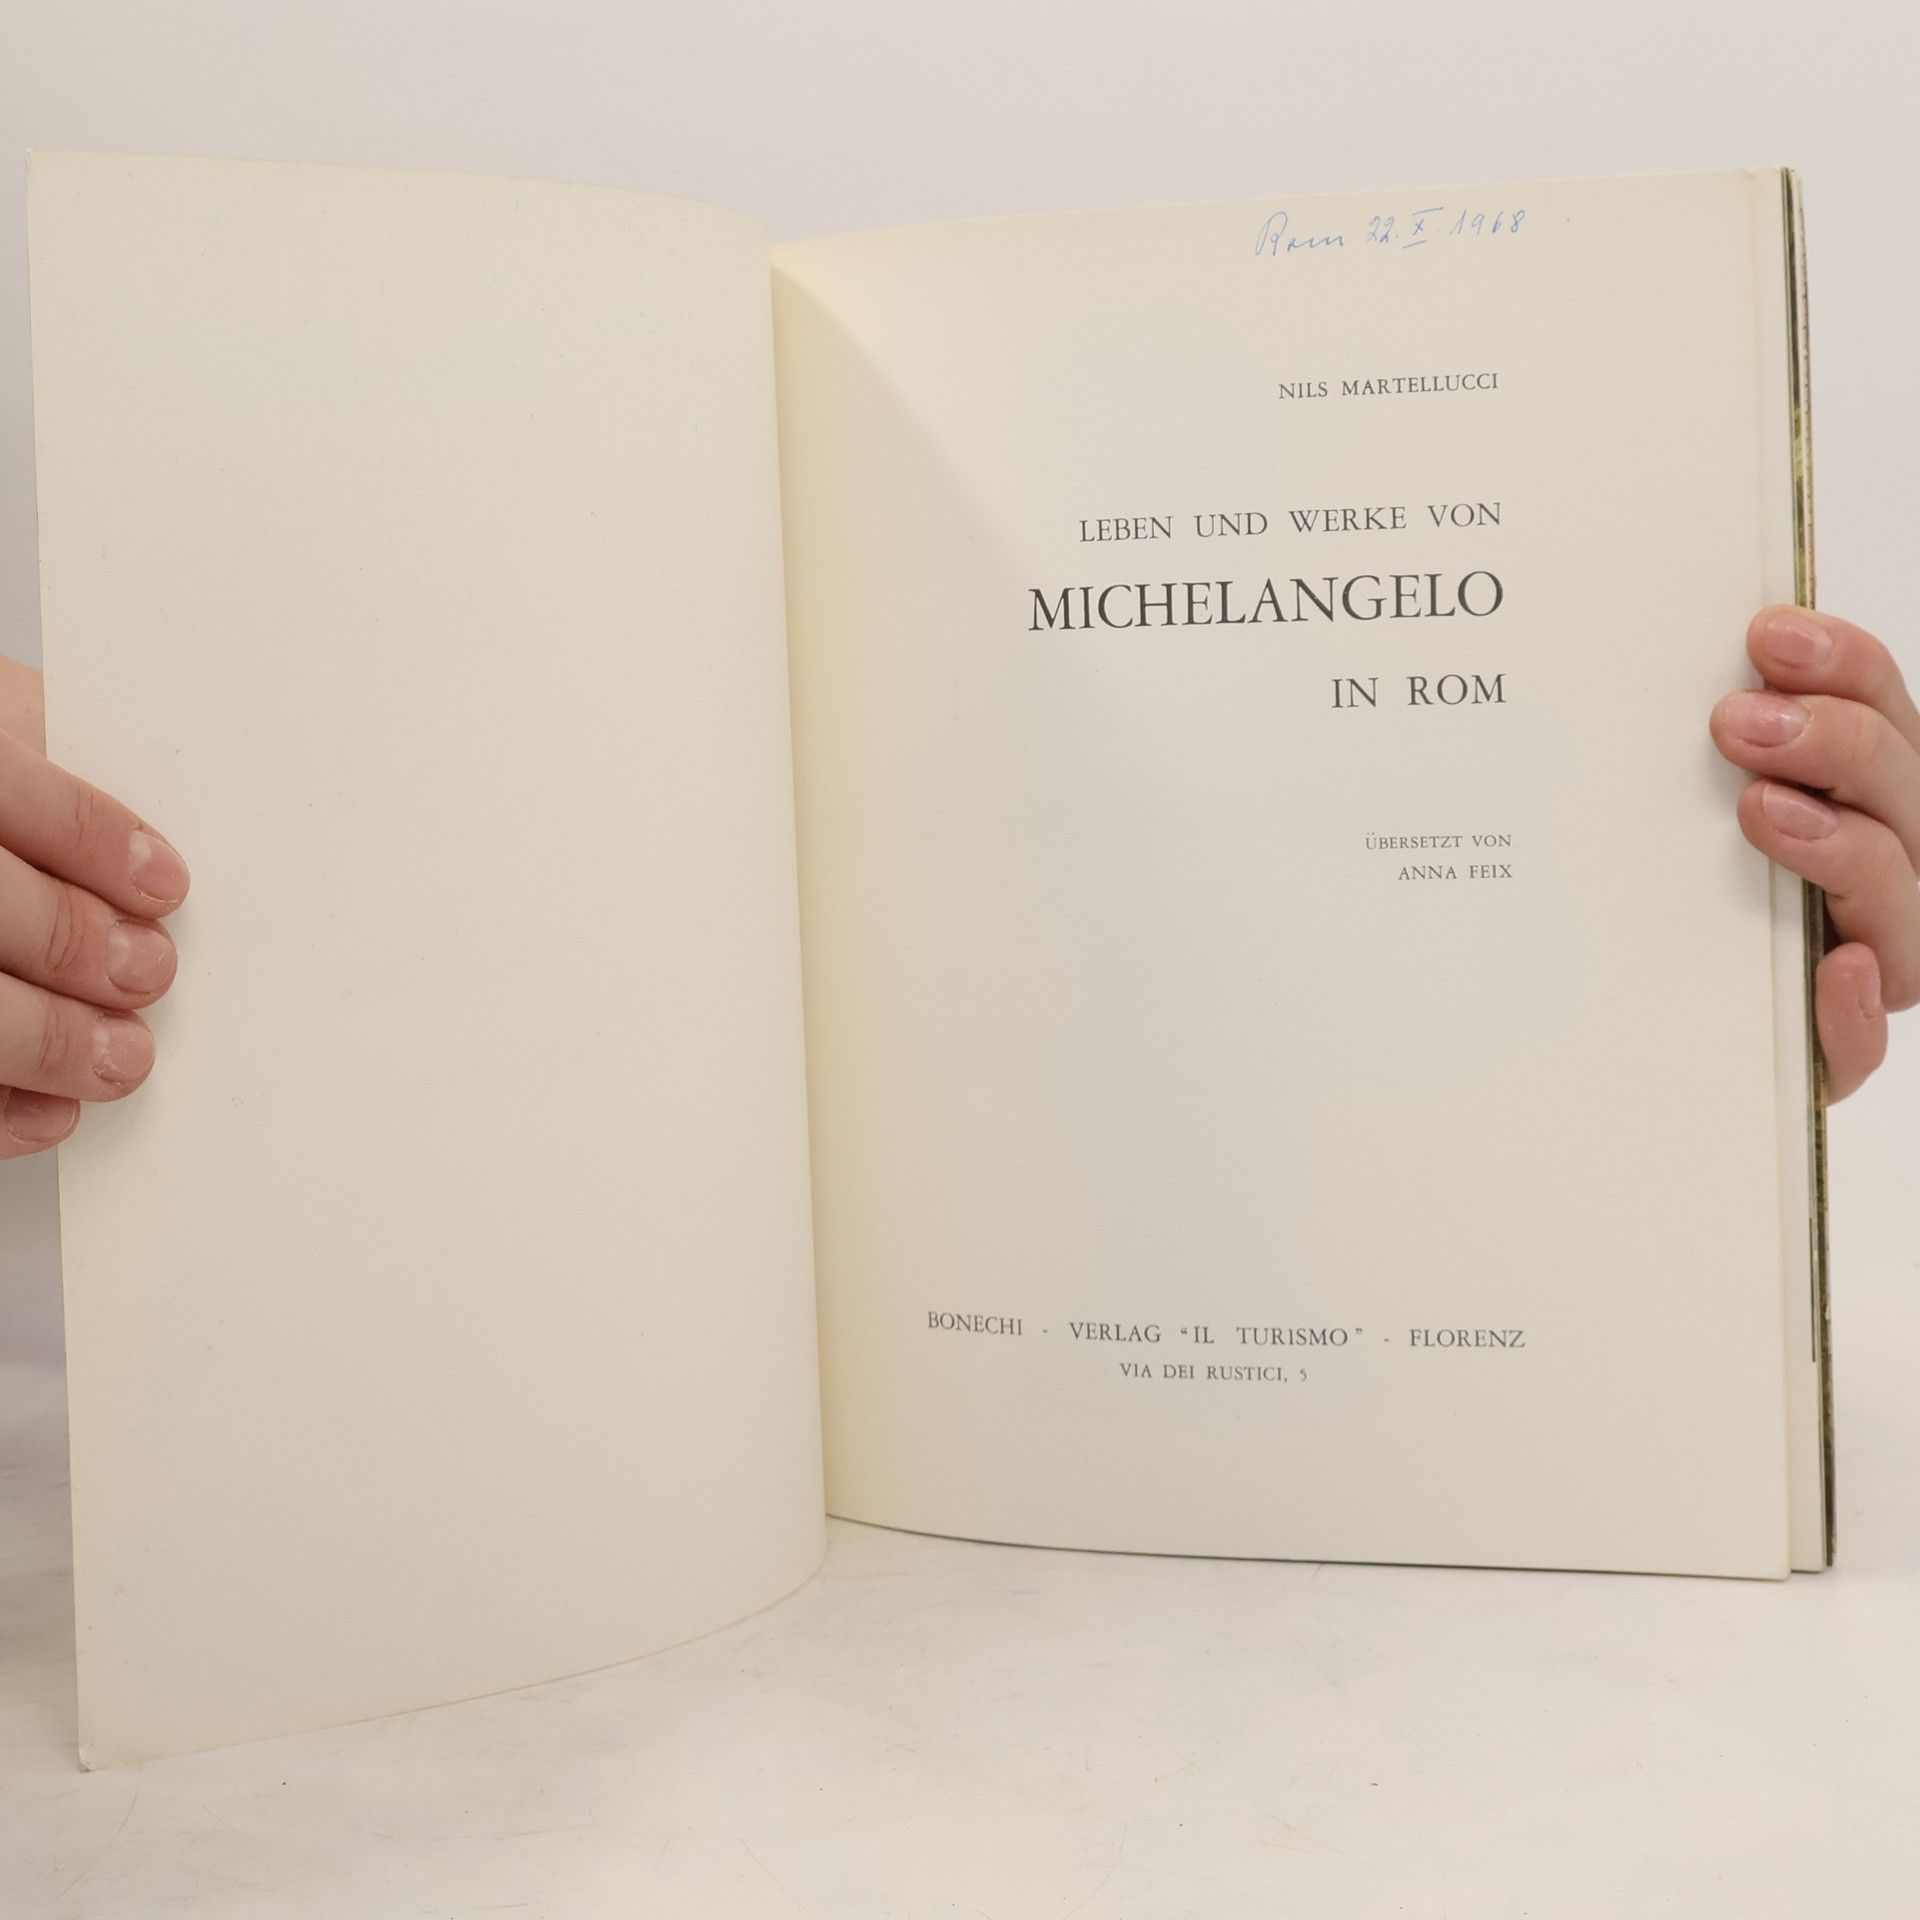 Rom 22. X. 1968
NILS MARTELLUCCI
LEBEN UND WERKE VON
MICHELANGELO
IN ROM
ÜBERSETZT VON
ANNA FEIX
BONECHI - VERLAG “IL TURISMO” - FLORENZ
VIA DEI RUSTICI, 5